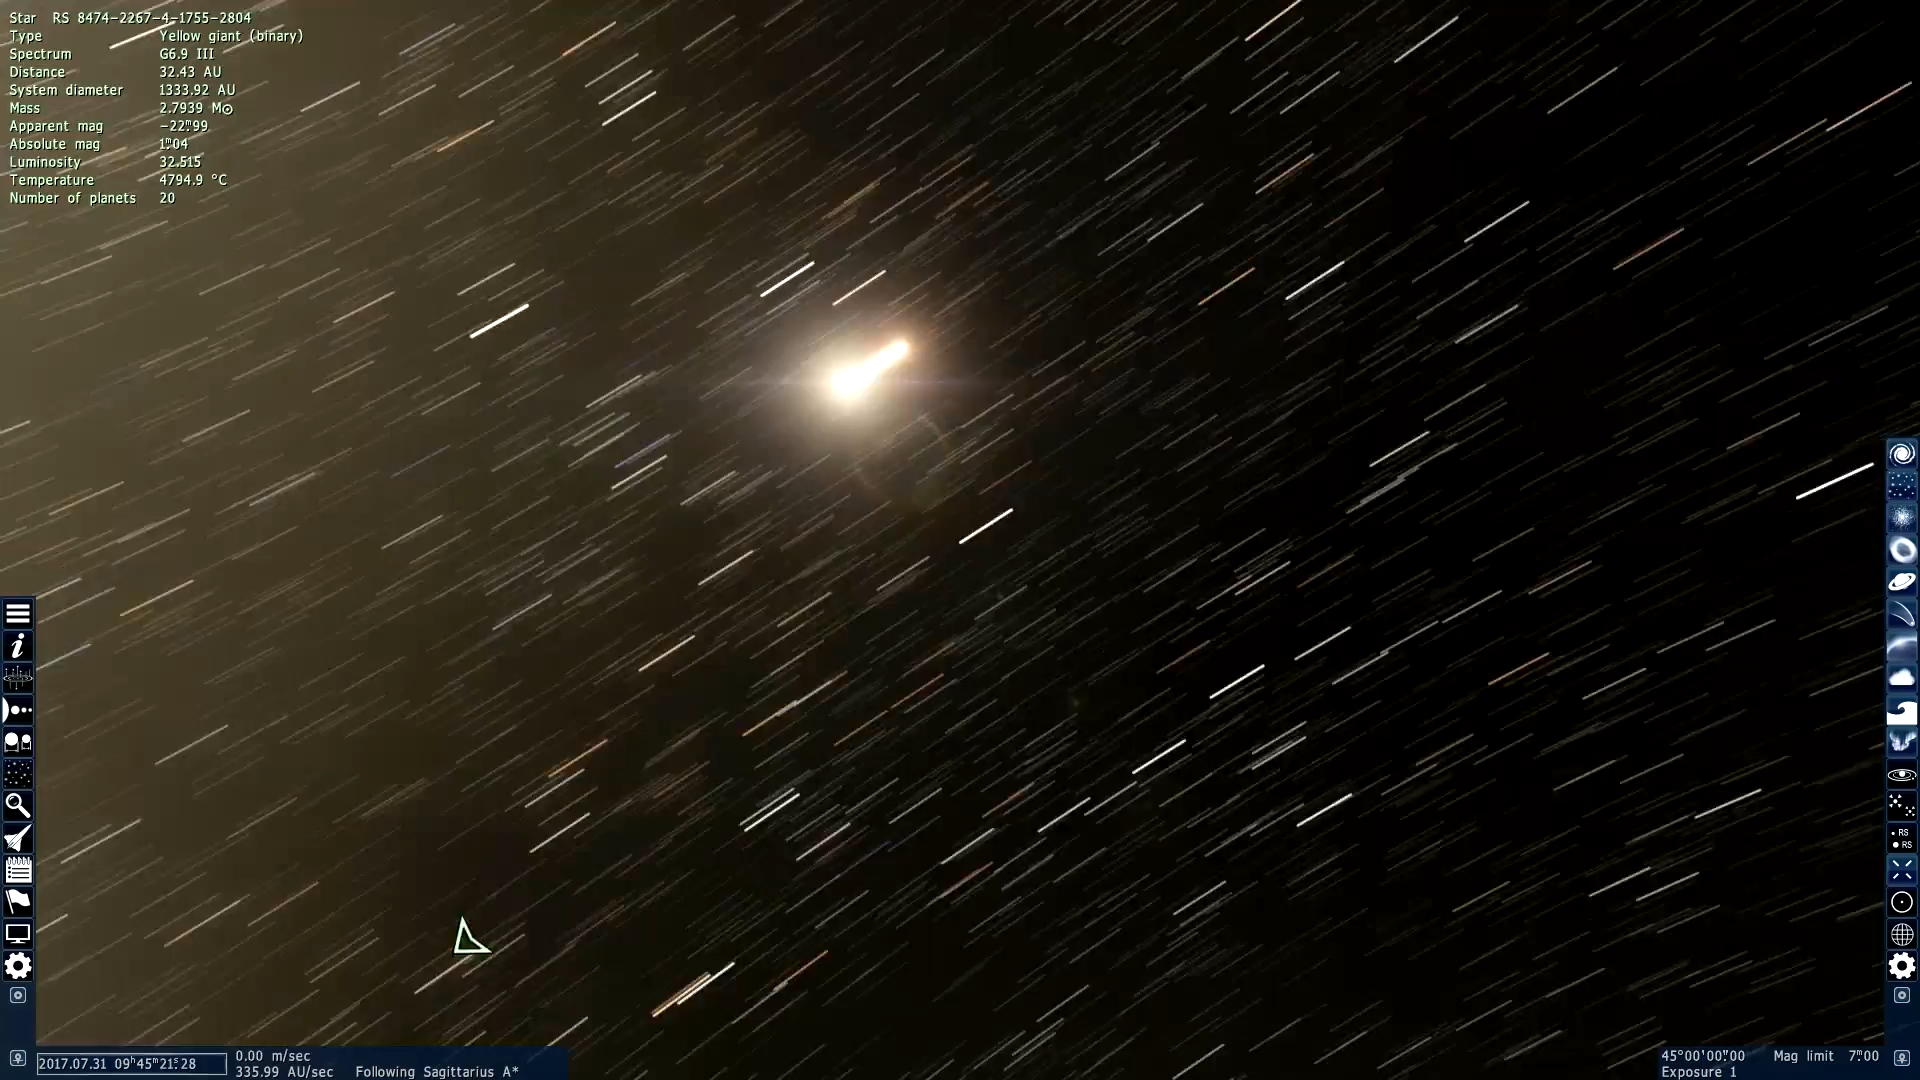 Star RS 8474-2267-4-1755-2804
Type Yellow giant (binary)
Spectrum G6.9 III
Distance 32.43 AU
System diameter 1333.92 AU
Mass 2.7939 M⊙
Apparent mag -22ᵐ99
Absolute mag 1ᵐ04
Luminosity 32.515
Temperature 4794.9 °C
Number of planets 20
RS
RS
2017.07.31 09ʰ45ᵐ21ˢ28
0.00 m/sec
335.99 AU/sec Following Sagittarius A*
45°00'00"00 Mag limit 7ᵐ00
Exposure 1